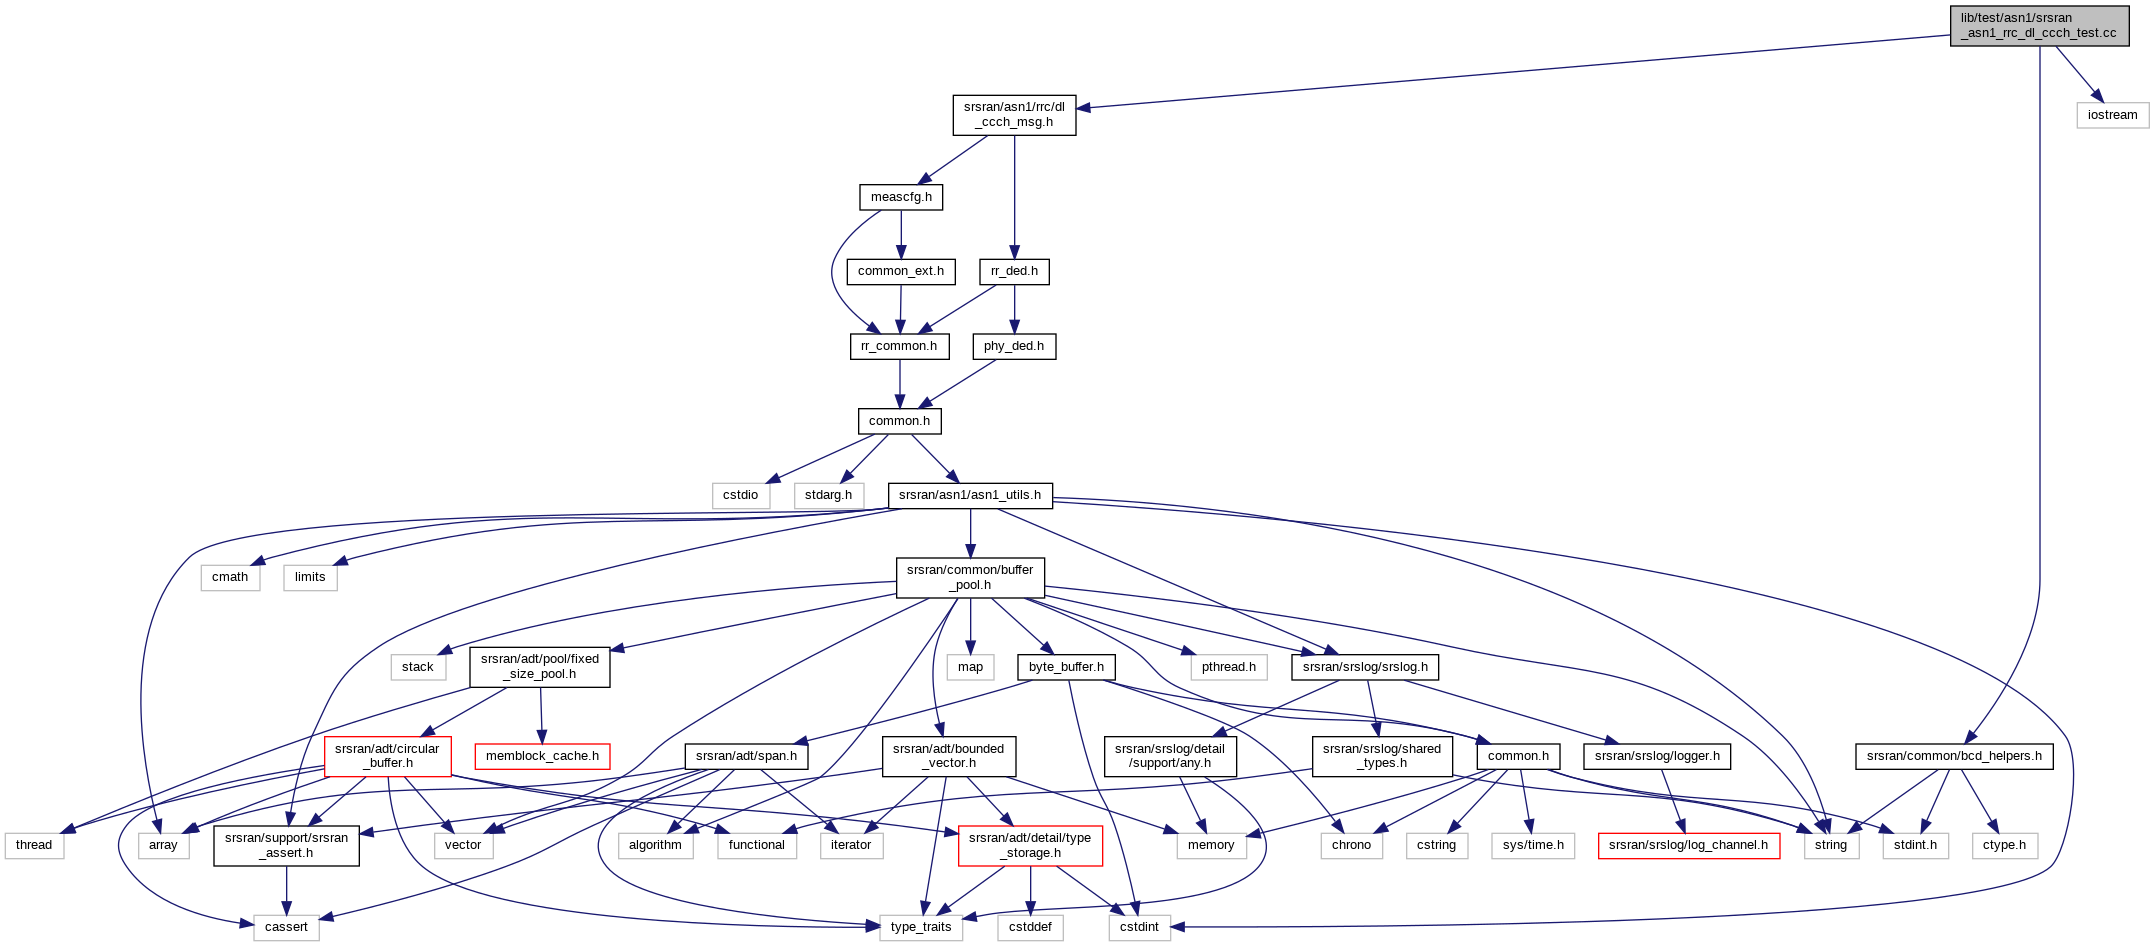 lib/test/asn1/srsran
_asn1_rrc_dl_ccch_test.cc
srsran/asn1/rrc/dl
_ccch_msg.h
iostream
meascfg.h
common_ext.h
rr_ded.h
rr_common.h
phy_ded.h
common.h
cstdio
stdarg.h
srsran/asn1/asn1_utils.h
cmath
limits
srsran/common/buffer
_pool.h
stack
srsran/adt/pool/fixed
_size_pool.h
map
byte_buffer.h
pthread.h
srsran/srslog/srslog.h
srsran/adt/circular
_buffer.h
memblock_cache.h
srsran/adt/span.h
srsran/adt/bounded
_vector.h
srsran/srslog/detail
/support/any.h
srsran/srslog/shared
_types.h
common.h
srsran/srslog/logger.h
srsran/common/bcd_helpers.h
thread
array
srsran/support/srsran
_assert.h
vector
algorithm
functional
iterator
srsran/adt/detail/type
_storage.h
memory
chrono
cstring
sys/time.h
srsran/srslog/log_channel.h
string
stdint.h
ctype.h
cassert
type_traits
cstddef
cstdint